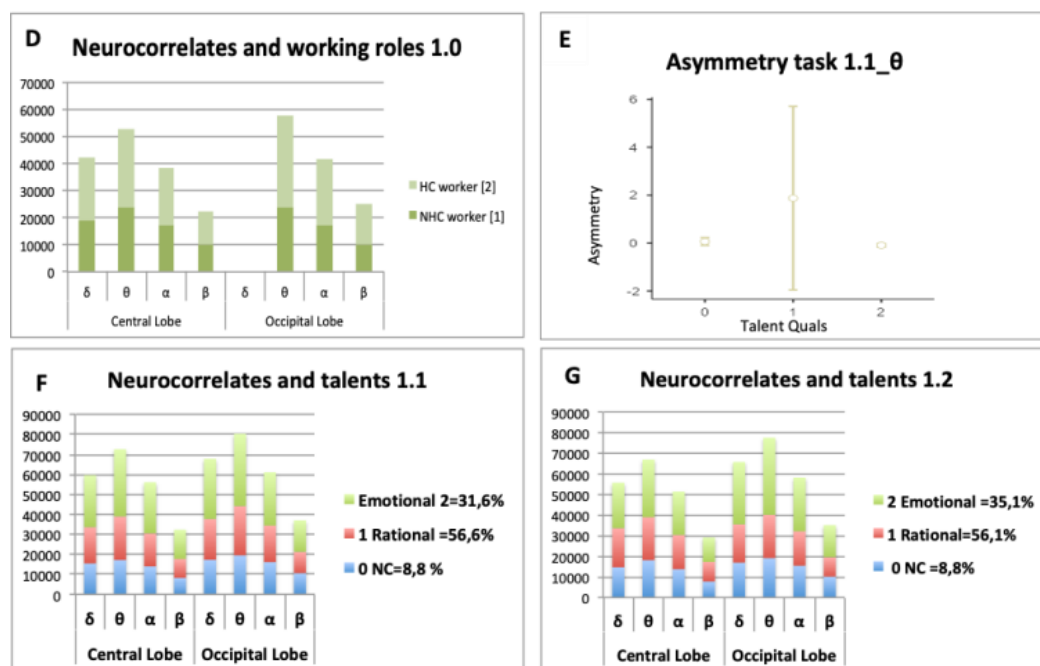 D
Neurocorrelates and working roles 1.0
70000
60000
50000
40000
30000
20000
10000
0
δ θ α β δ θ α β
Central Lobe Occipital Lobe
HC worker [2]
NHC worker [1]
E
Asymmetry task 1.1_θ
Asymmetry
6
4
2
0
-2
0 1 2
Talent Quals
F
Neurocorrelates and talents 1.1
90000
80000
70000
60000
50000
40000
30000
20000
10000
0
δ θ α β δ θ α β
Central Lobe Occipital Lobe
Emotional 2=31,6%
1 Rational =56,6%
0 NC=8,8 %
G
Neurocorrelates and talents 1.2
90000
80000
70000
60000
50000
40000
30000
20000
10000
0
δ θ α β δ θ α β
Central Lobe Occipital Lobe
2 Emotional =35,1%
1 Rational=56,1%
0 NC =8,8%